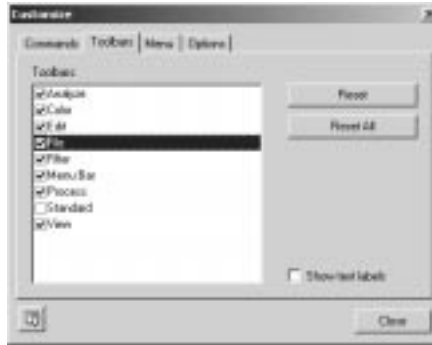 Customize
Commands Toolbars Menu Options
Toolbars:
Analyze
Color
Edit
File
Filter
Menu Bar
Process
Standard
View
Reset
Reset All
Show text labels
Close